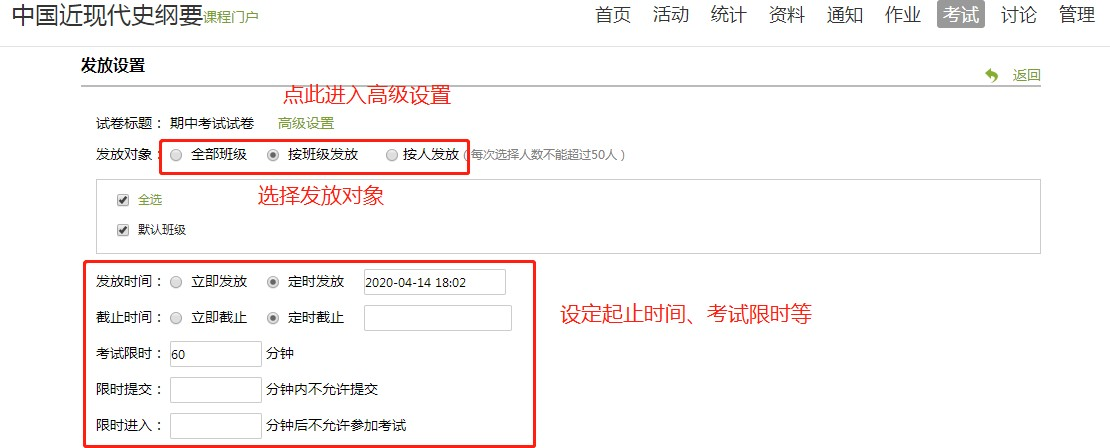 中国近现代史纲要课程门户 首页 活动 统计 资料 通知 作业 考试 讨论 管理
发放设置
返回
点此进入高级设置
试卷标题： 期中考试试卷 高级设置
发放对象： 全部班级 按班级发放 按人发放（每次选择人数不能超过50人）
全选
选择发放对象
默认班级
发放时间： 立即发放 定时发放 2020-04-14 18:02
截止时间： 立即截止 定时截止
设定起止时间、考试限时等
考试限时： 60 分钟
限时提交： 分钟内不允许提交
限时进入： 分钟后不允许参加考试